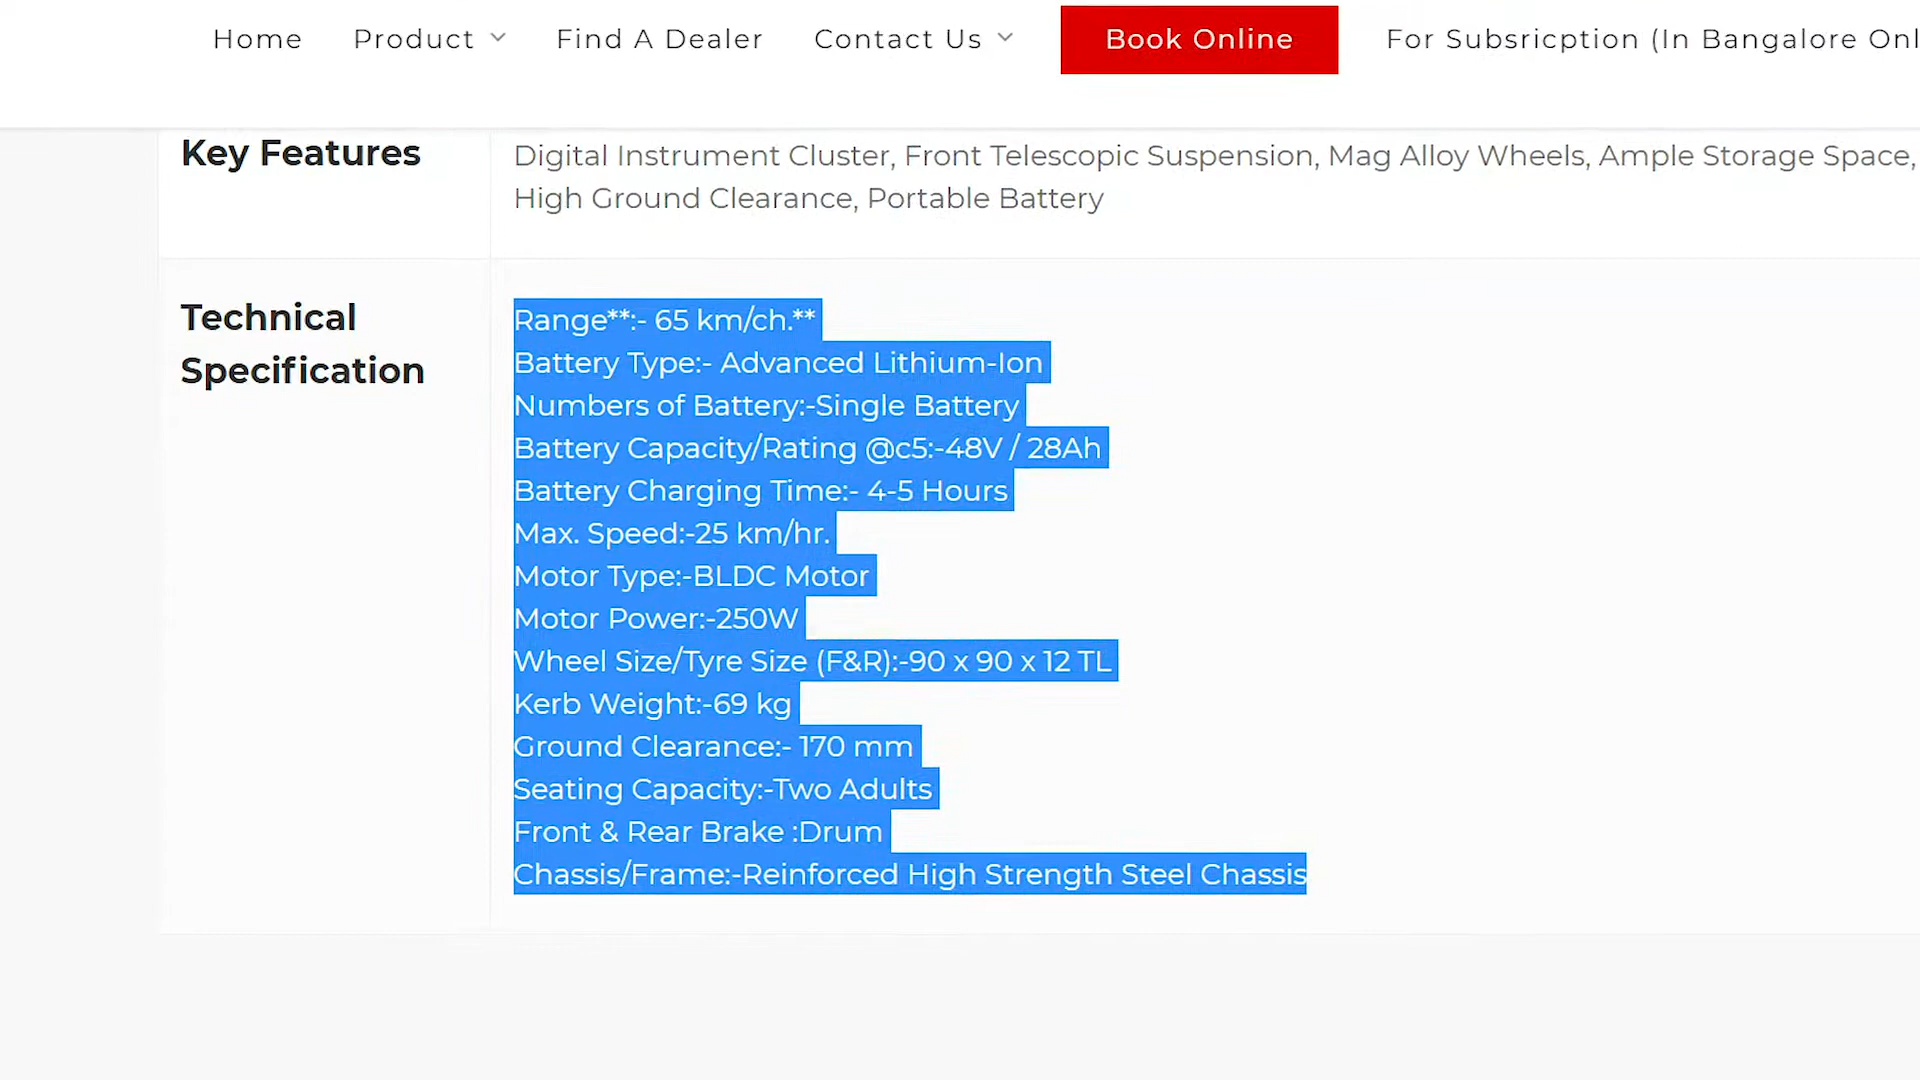 Home Product Find A Dealer Contact Us Book Online For Subsricption (In Bangalore Onl
Key Features
Digital Instrument Cluster, Front Telescopic Suspension, Mag Alloy Wheels, Ample Storage Space,
High Ground Clearance, Portable Battery
Technical
Specification
Range**:- 65 km/ch.**
Battery Type:- Advanced Lithium-Ion
Numbers of Battery:-Single Battery
Battery Capacity/Rating @c5:-48V / 28Ah
Battery Charging Time:- 4-5 Hours
Max. Speed:-25 km/hr.
Motor Type:-BLDC Motor
Motor Power:-250W
Wheel Size/Tyre Size (F&R):-90 x 90 x 12 TL
Kerb Weight:-69 kg
Ground Clearance:- 170 mm
Seating Capacity:-Two Adults
Front & Rear Brake :Drum
Chassis/Frame:-Reinforced High Strength Steel Chassis